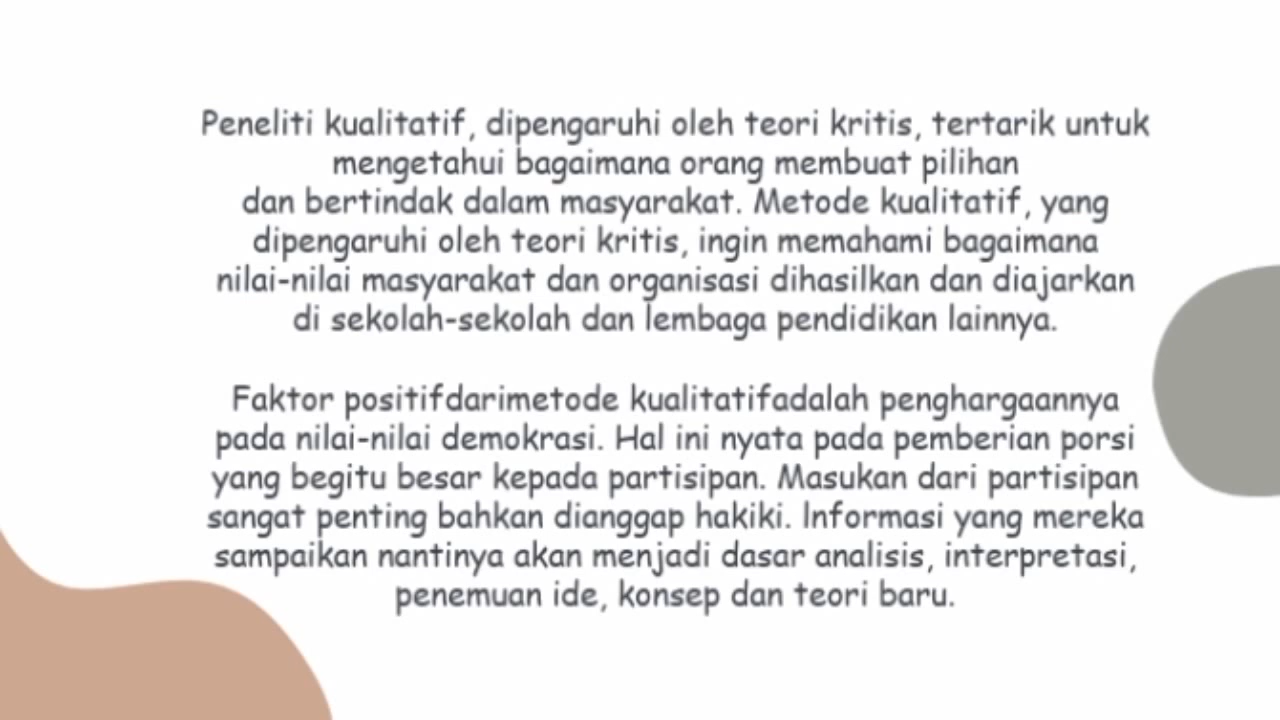 Peneliti kualitatif, dipengaruhi oleh teori kritis, tertarik untuk
mengetahui bagaimana orang membuat pilihan
dan bertindak dalam masyarakat. Metode kualitatif, yang
dipengaruhi oleh teori kritis, ingin memahami bagaimana
nilai-nilai masyarakat dan organisasi dihasilkan dan diajarkan
di sekolah-sekolah dan lembaga pendidikan lainnya.
Faktor positifdarimetode kualitatifadalah penghargaannya
pada nilai-nilai demokrasi. Hal ini nyata pada pemberian porsi
yang begitu besar kepada partisipan. Masukan dari partisipan
sangat penting bahkan dianggap hakiki. Informasi yang mereka
sampaikan nantinya akan menjadi dasar analisis, interpretasi,
penemuan ide, konsep dan teori baru.